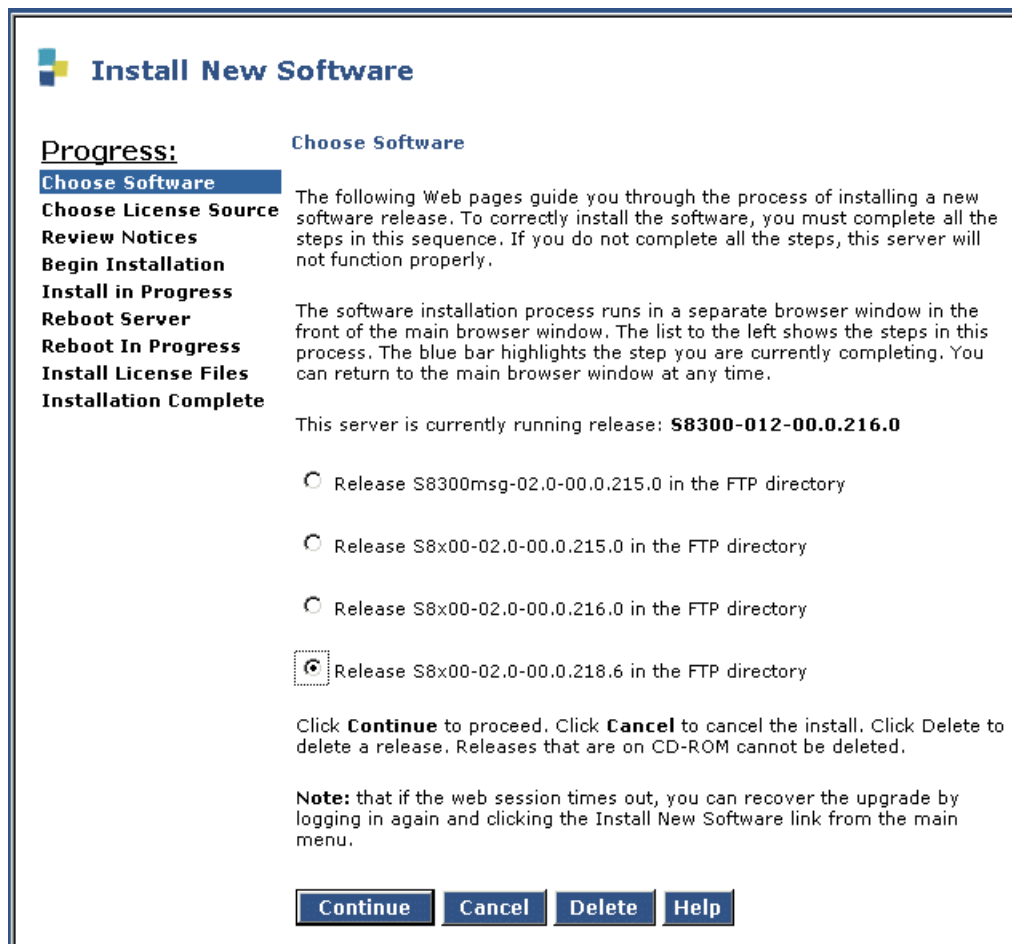 Install New Software
Progress:
Choose Software
Choose License Source
Review Notices
Begin Installation
Install in Progress
Reboot Server
Reboot In Progress
Install License Files
Installation Complete
Choose Software
The following Web pages guide you through the process of installing a new
software release. To correctly install the software, you must complete all the
steps in this sequence. If you do not complete all the steps, this server will
not function properly.
The software installation process runs in a separate browser window in the
front of the main browser window. The list to the left shows the steps in this
process. The blue bar highlights the step you are currently completing. You
can return to the main browser window at any time.
This server is currently running release: S8300-012-00.0.216.0
Release S8300msg-02.0-00.0.215.0 in the FTP directory
Release S8x00-02.0-00.0.215.0 in the FTP directory
Release S8x00-02.0-00.0.216.0 in the FTP directory
Release S8x00-02.0-00.0.218.6 in the FTP directory
Click Continue to proceed. Click Cancel to cancel the install. Click Delete to
delete a release. Releases that are on CD-ROM cannot be deleted.
Note: that if the web session times out, you can recover the upgrade by
logging in again and clicking the Install New Software link from the main
menu.
Continue Cancel Delete Help